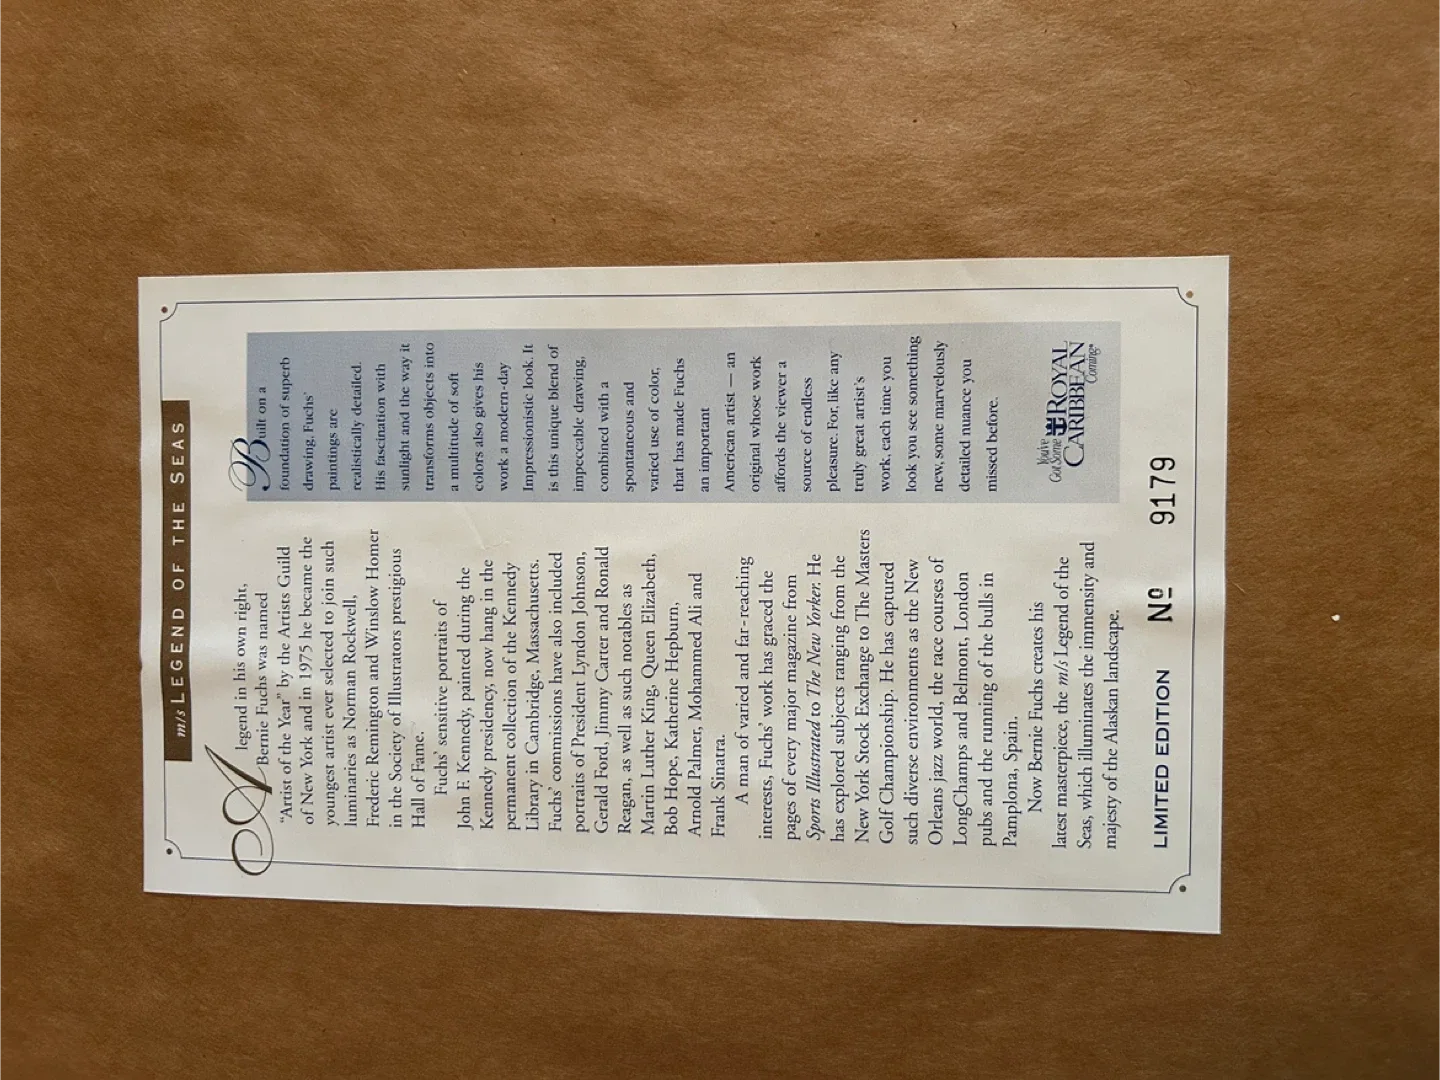 m/s LEGEND OF THE SEAS
A legend in his own right,
Bernie Fuchs was named
“Artist of the Year” by the Artists Guild
of New York and in 1975 he became the
youngest artist ever selected to join such
luminaries as Norman Rockwell,
Frederic Remington and Winslow Homer
in the Society of Illustrators prestigious
Hall of Fame.
Fuchs’ sensitive portraits of
John F. Kennedy, painted during the
Kennedy presidency, now hang in the
permanent collection of the Kennedy
Library in Cambridge, Massachusetts.
Fuchs’ commissions have also included
portraits of President Lyndon Johnson,
Gerald Ford, Jimmy Carter and Ronald
Reagan, as well as such notables as
Martin Luther King, Queen Elizabeth,
Bob Hope, Katherine Hepburn,
Arnold Palmer, Mohammed Ali and
Frank Sinatra.
A man of varied and far-reaching
interests, Fuchs’ work has graced the
pages of every major magazine from
Sports Illustrated to The New Yorker. He
has explored subjects ranging from the
New York Stock Exchange to The Masters
Golf Championship. He has captured
such diverse environments as the New
Orleans jazz world, the race courses of
LongChamps and Belmont, London
pubs and the running of the bulls in
Pamplona, Spain.
Now Bernie Fuchs creates his
latest masterpiece, the m/s Legend of the
Seas, which illuminates the immensity and
majesty of the Alaskan landscape.
Built on a
foundation of superb
drawing, Fuchs’
paintings are
realistically detailed.
His fascination with
sunlight and the way it
transforms objects into
a multitude of soft
colors also gives his
work a modern-day
Impressionistic look. It
is this unique blend of
impeccable drawing,
combined with a
spontaneous and
varied use of color,
that has made Fuchs
an important
American artist — an
original whose work
affords the viewer a
source of endless
pleasure. For, like any
truly great artist’s
work, each time you
look you see something
new, some marvelously
detailed nuance you
missed before.
You've
Got Some
ROYAL
CARIBBEAN
Coming
LIMITED EDITION Nº 9179